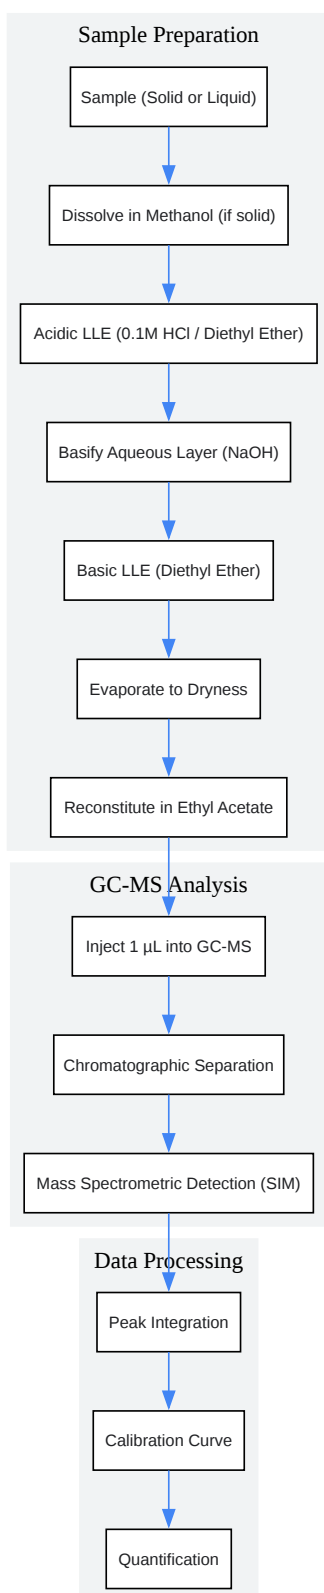 Sample Preparation
Sample (Solid or Liquid)
Dissolve in Methanol (if solid)
Acidic LLE (0.1M HCl / Diethyl Ether)
Basify Aqueous Layer (NaOH)
Basic LLE (Diethyl Ether)
Evaporate to Dryness
Reconstitute in Ethyl Acetate
GC-MS Analysis
Inject 1 µL into GC-MS
Chromatographic Separation
Mass Spectrometric Detection (SIM)
Data Processing
Peak Integration
Calibration Curve
Quantification